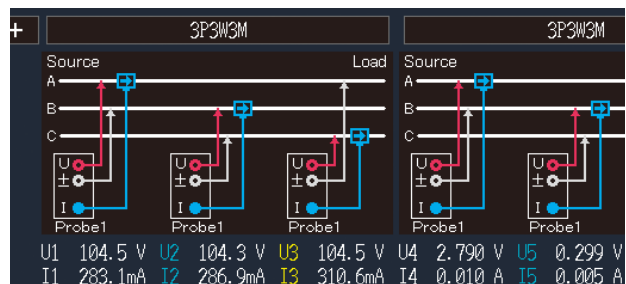 + 3P3W3M 3P3W3M
Source Load Source
A A
B B
C C
U U U U U
± ± ± ± ±
I I I I I
Probe1 Probe1 Probe1 Probe1 Probe1
U1 104.5 V U2 104.3 V U3 104.5 V U4 2.790 V U5 0.299 V
I1 283.1mA I2 286.9mA I3 310.6mA I4 0.010 A I5 0.005 A